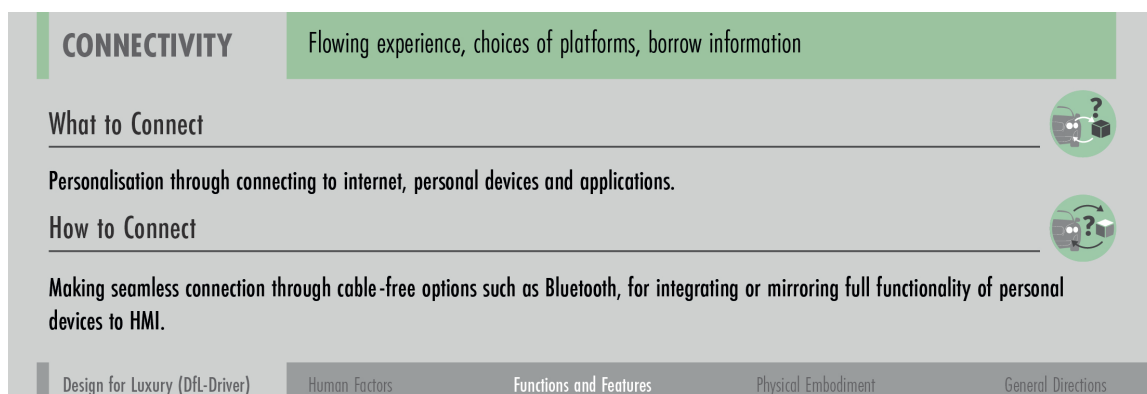 CONNECTIVITY
Flowing experience, choices of platforms, borrow information
What to Connect
?
Personalisation through connecting to internet, personal devices and applications.
How to Connect
?
Making seamless connection through cable-free options such as Bluetooth, for integrating or mirroring full functionality of personal
devices to HMI.
Design for Luxury (DfL-Driver) Human Factors Functions and Features Physical Embodiment General Directions